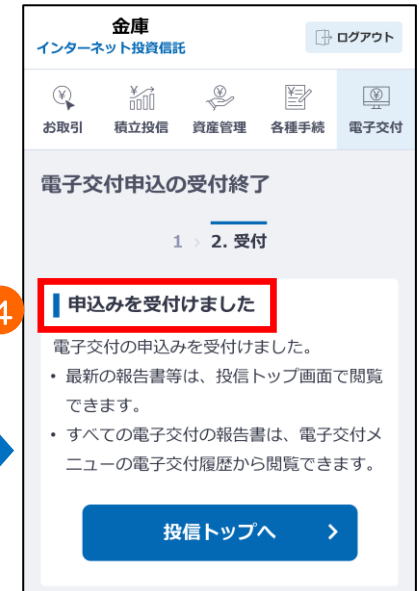 金庫
インターネット投資信託
ログアウト
お取引 積立投信 資産管理 各種手続 電子交付
電子交付申込の受付終了
1 > 2. 受付
4
申込みを受付けました
電子交付の申込みを受付けました。
• 最新の報告書等は、投信トップ画面で閲覧
できます。
• すべての電子交付の報告書は、電子交付メ
ニューの電子交付履歴から閲覧できます。
投信トップへ >